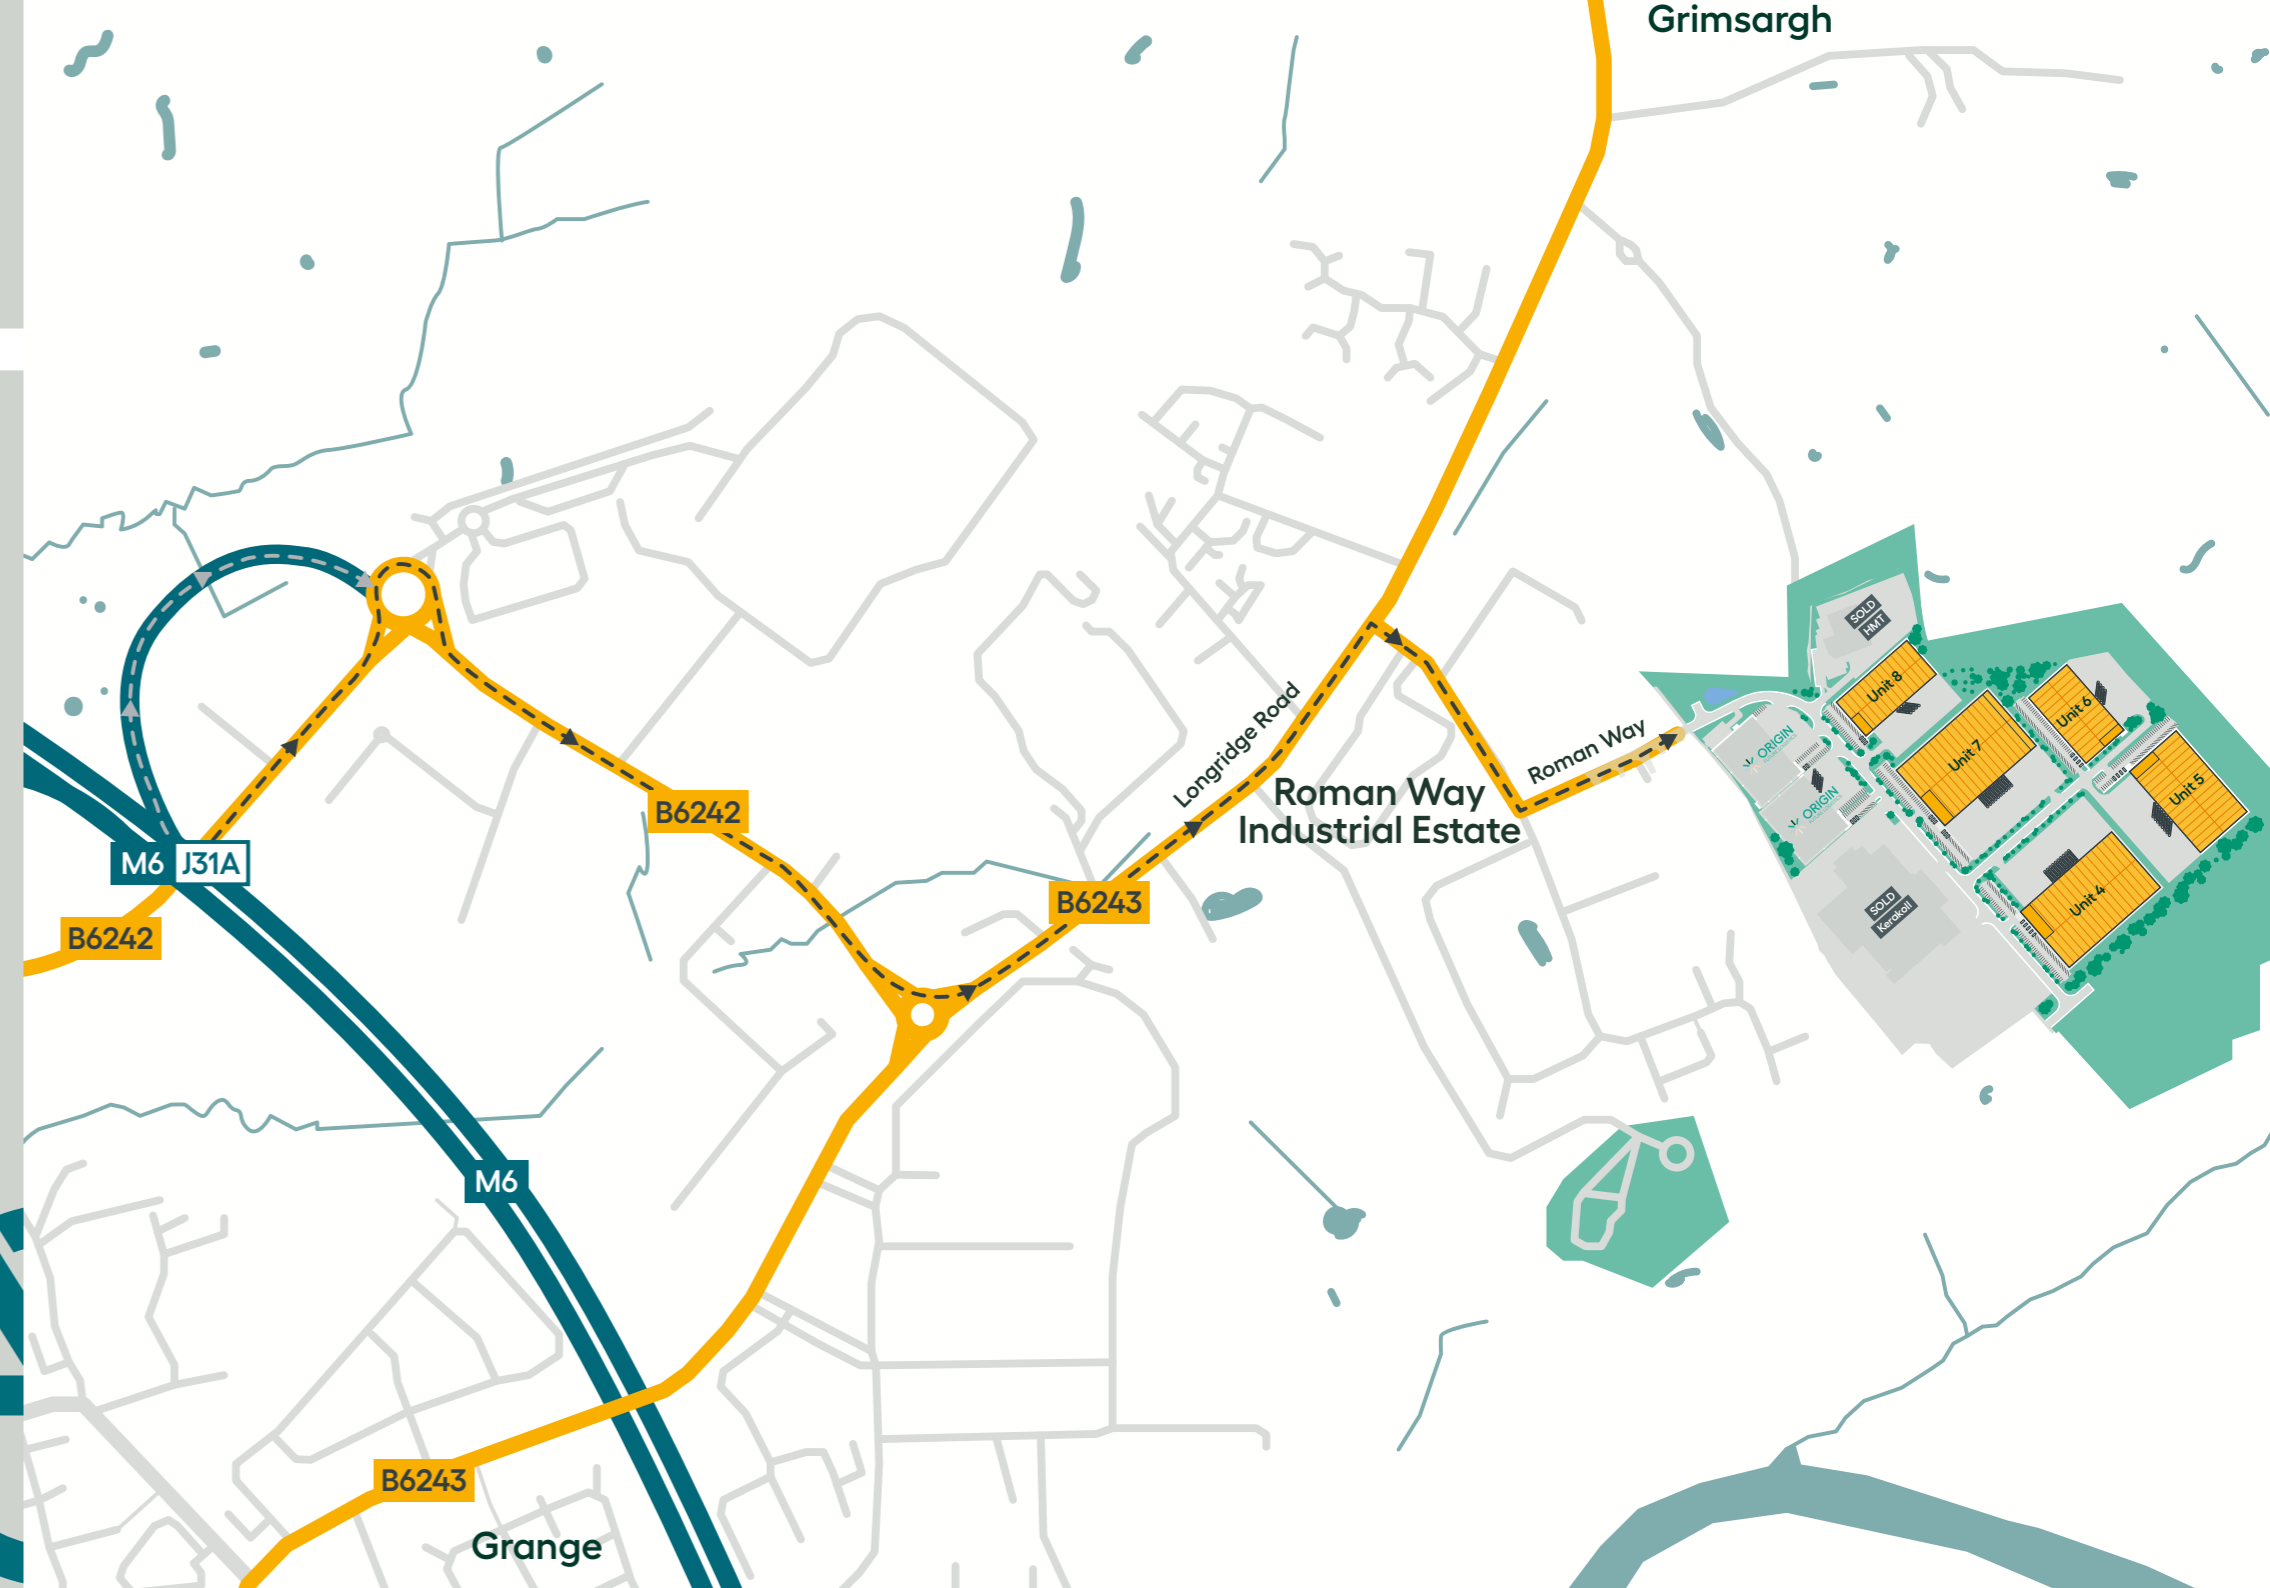 Grimsargh
SOLD
HMT
Unit 8
Unit 6
Unit 7
Unit 5
Unit 4
ORIGIN
ORIGIN
SOLD
Kerakoll
Roman Way
Longridge Road
Roman Way
Industrial Estate
B6242
M6
J31A
B6243
B6242
M6
B6243
Grange